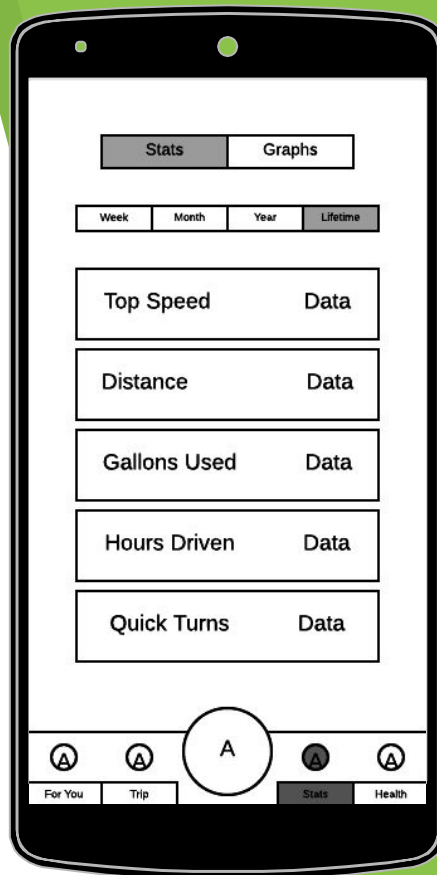 Stats Graphs
Week Month Year Lifetime
Top Speed Data
Distance Data
Gallons Used Data
Hours Driven Data
Quick Turns Data
A A A A A
For You Trip Stats Health